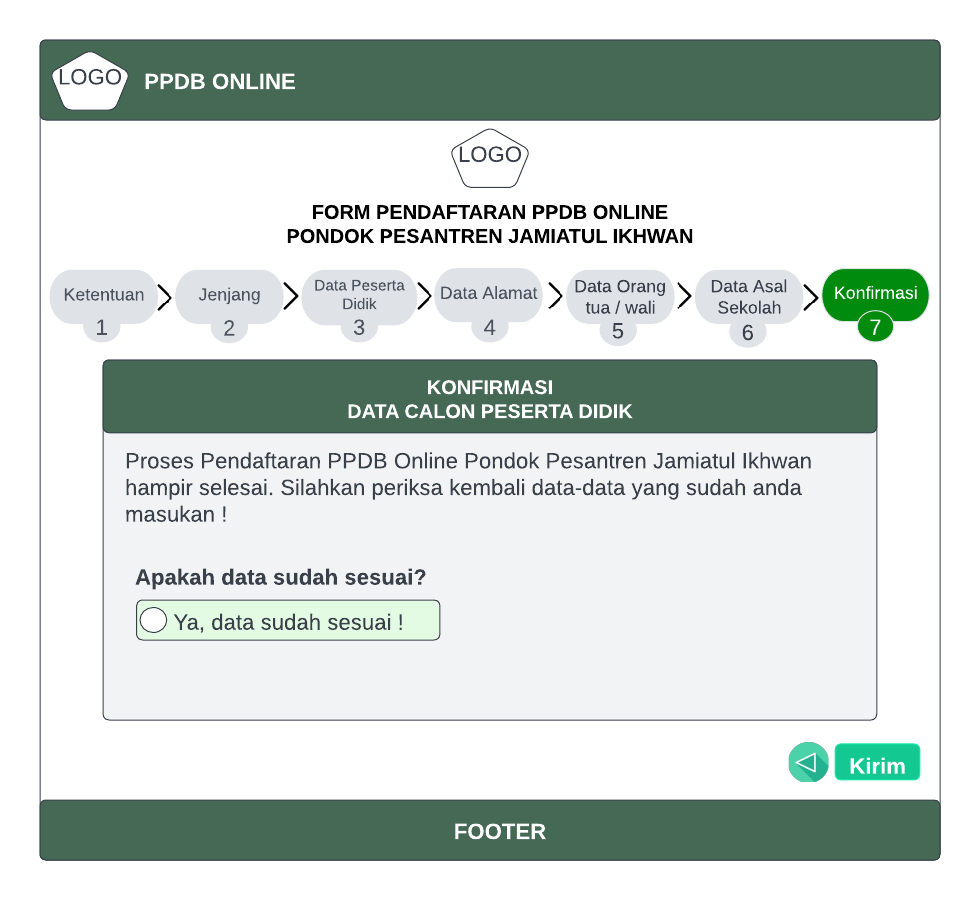 LOGO PPDB ONLINE
LOGO
FORM PENDAFTARAN PPDB ONLINE
PONDOK PESANTREN JAMIATUL IKHWAN
Ketentuan
1
Jenjang
2
Data Peserta
Didik
3
Data Alamat
4
Data Orang
tua / wali
5
Data Asal
Sekolah
6
Konfirmasi
7
KONFIRMASI
DATA CALON PESERTA DIDIK
Proses Pendaftaran PPDB Online Pondok Pesantren Jamiatul Ikhwan
hampir selesai. Silahkan periksa kembali data-data yang sudah anda
masukan !
Apakah data sudah sesuai?
Ya, data sudah sesuai !
Kirim
FOOTER